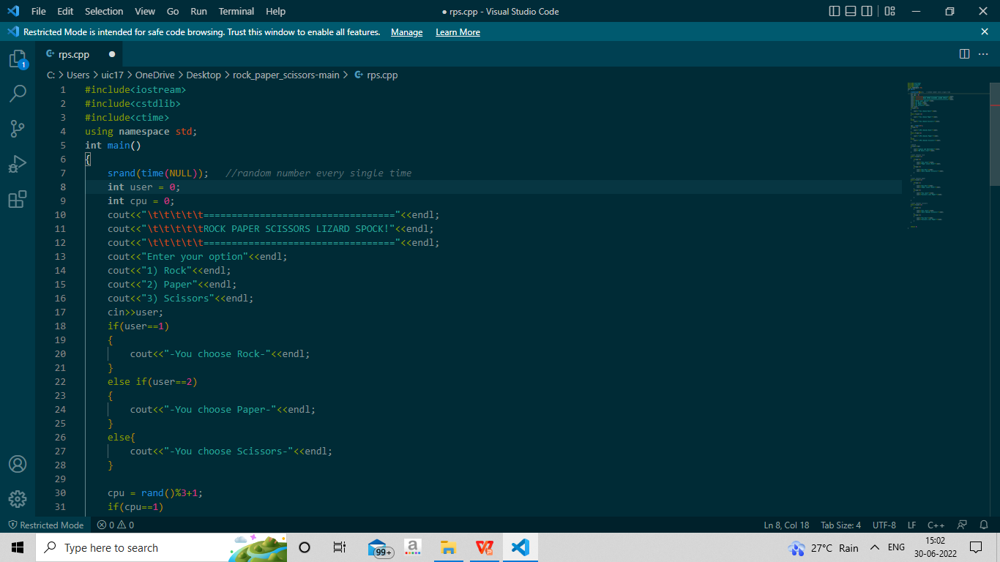 File Edit Selection View Go Run Terminal Help ● rps.cpp - Visual Studio Code
Restricted Mode is intended for safe code browsing. Trust this window to enable all features. Manage Learn More
rps.cpp
1
C: > Users > uic17 > OneDrive > Desktop > rock_paper_scissors-main > rps.cpp
1 #include<iostream>
2 #include<cstdlib>
3 #include<ctime>
4 using namespace std;
5 int main()
6 {
7 srand(time(NULL)); //random number every single time
8 int user = 0;
9 int cpu = 0;
10 cout<<"\t\t\t\t\t=================================="<<endl;
11 cout<<"\t\t\t\t\tROCK PAPER SCISSORS LIZARD SPOCK!"<<endl;
12 cout<<"\t\t\t\t\t=================================="<<endl;
13 cout<<"Enter your option"<<endl;
14 cout<<"1) Rock"<<endl;
15 cout<<"2) Paper"<<endl;
16 cout<<"3) Scissors"<<endl;
17 cin>>user;
18 if(user==1)
19 {
20 cout<<"-You choose Rock-"<<endl;
21 }
22 else if(user==2)
23 {
24 cout<<"-You choose Paper-"<<endl;
25 }
26 else{
27 cout<<"-You choose Scissors-"<<endl;
28 }
29
30 cpu = rand()%3+1;
31 if(cpu==1)
Restricted Mode 0 0 Ln 8, Col 18 Tab Size: 4 UTF-8 LF C++
Type here to search 99+ a 27°C Rain ENG 15:02
30-06-2022